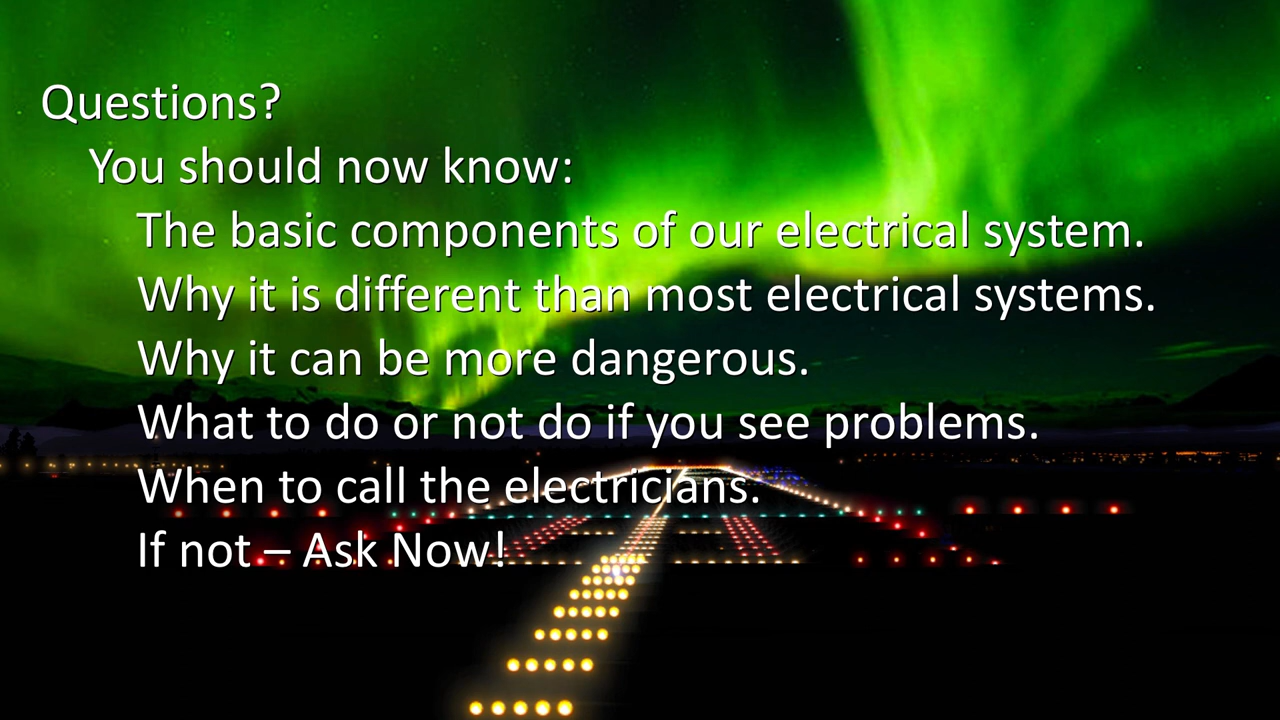 Questions?
You should now know:
The basic components of our electrical system.
Why it is different than most electrical systems.
Why it can be more dangerous.
What to do or not do if you see problems.
When to call the electricians.
If not – Ask Now!